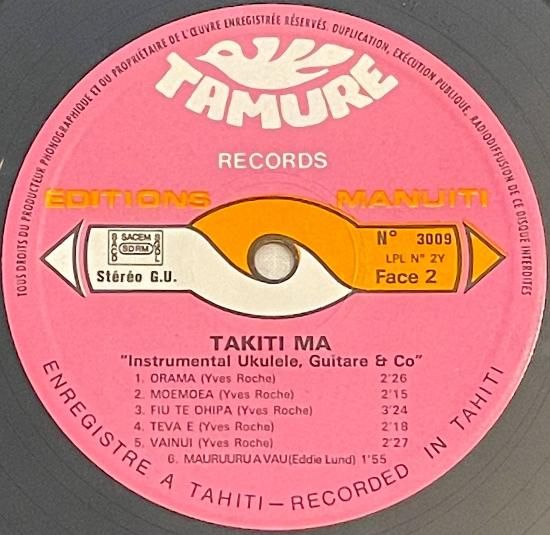 TOUS DROITS DU PRODUCTEUR PHONOGRAPHIQUE ET DU PROPRIÉTAIRE DE L'ŒUVRE ENREGISTRÉE RÉSERVÉS. DUPLICATION, EXÉCUTION PUBLIQUE, RADIODIFFUSION DE CE DISQUE INTERDITES
TAMURE
RECORDS
EDITIONS MANUITI
SACEM
SDRM
Stéréo G.U.
N° 3009
LPL N° 2Y
Face 2
TAKITI MA
"Instrumental Ukulele, Guitare & Co"
1. ORAMA (Yves Roche) 2'26
2. MOEMOEA (Yves Roche) 2'15
3. FIU TE OHIPA (Yves Roche) 3'24
4. TEVA E (Yves Roche) 2'18
5. VAINUI (Yves Roche) 2'27
6. MAURUURU A VAU (Eddie Lund) 1'55
ENREGISTRE A TAHITI — RECORDED IN TAHITI